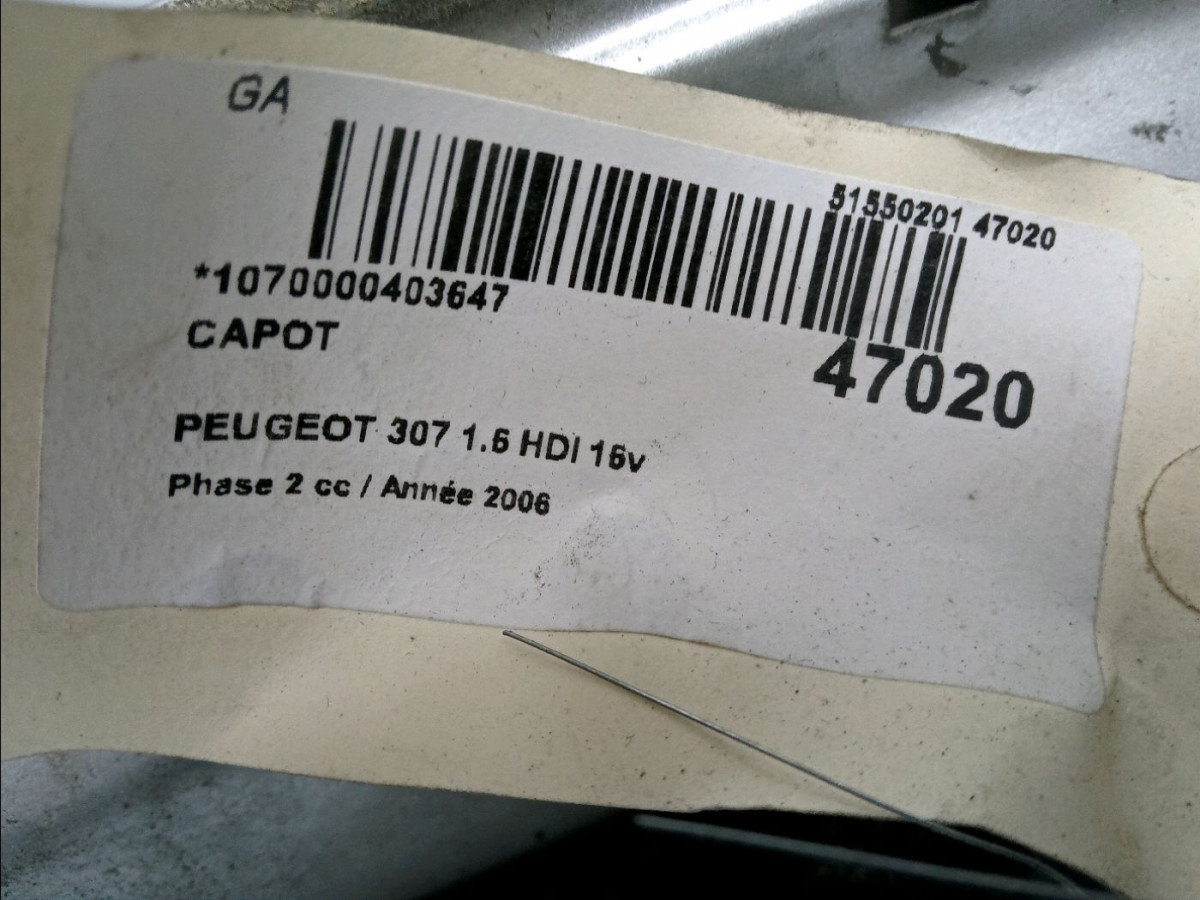 GA
51550201 47020
*1070000403647
CAPOT
47020
PEUGEOT 307 1.6 HDI 16v
Phase 2 cc / Année 2006